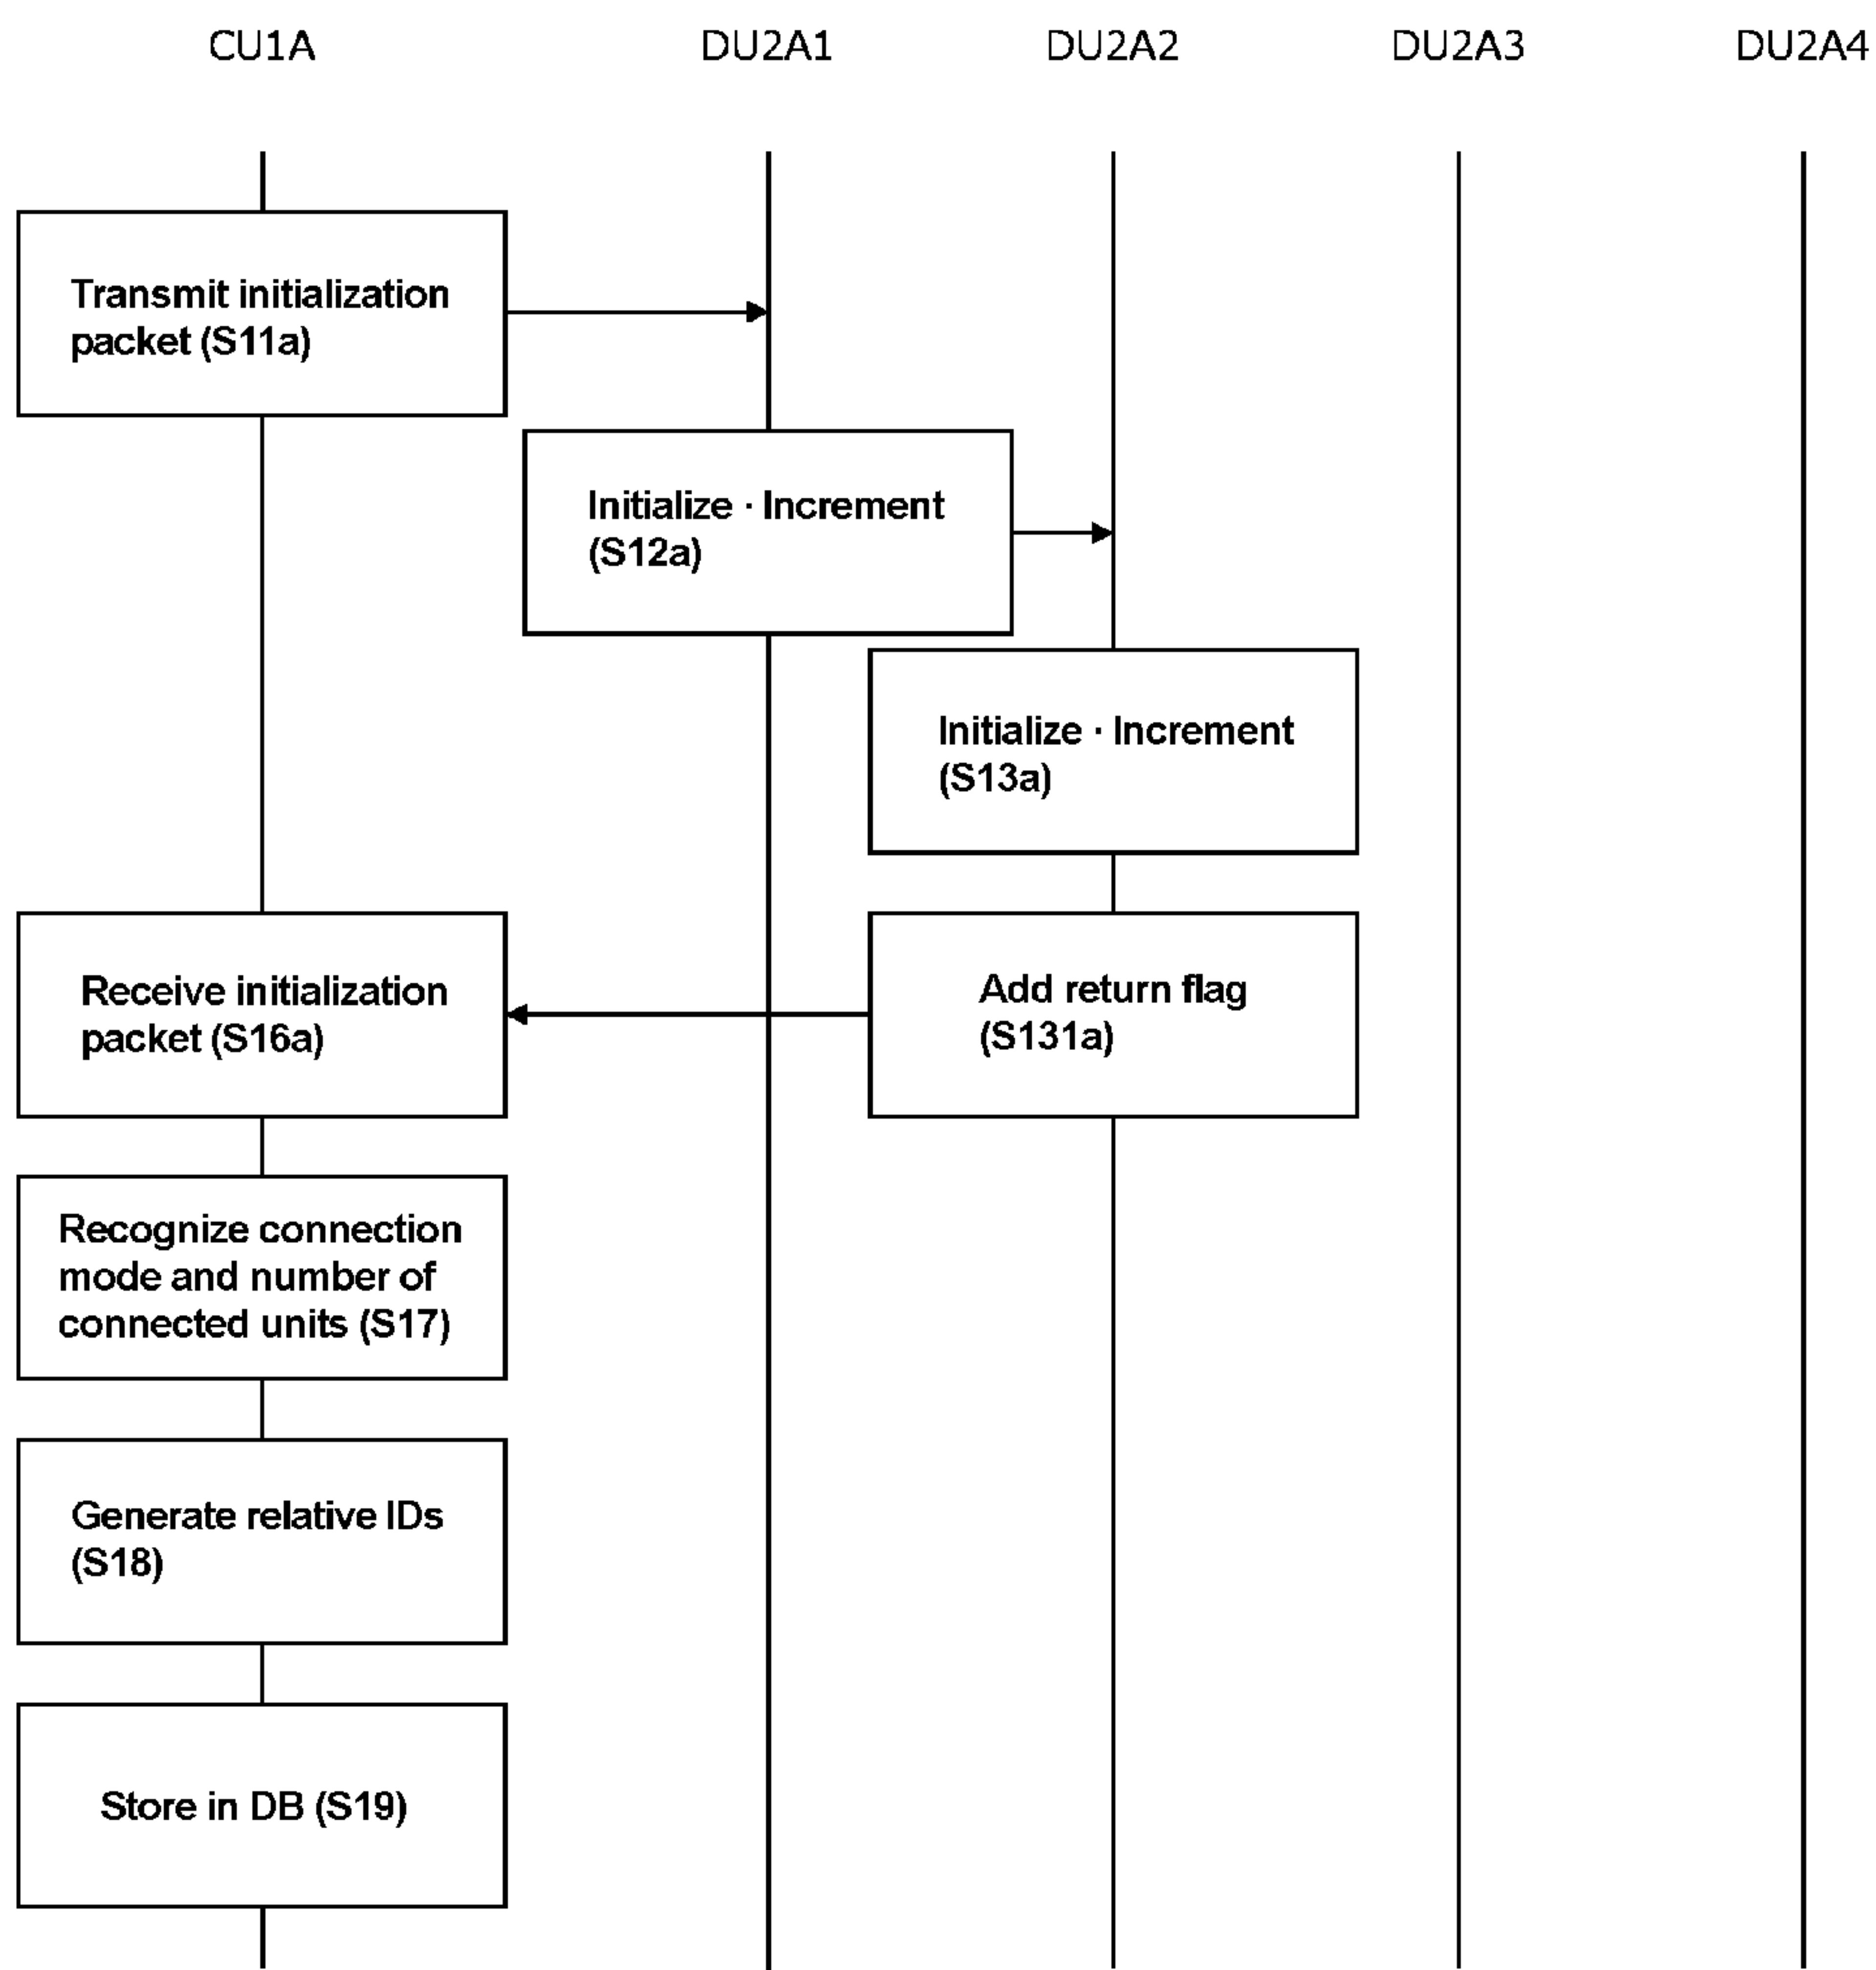 CU1A
DU2A1
DU2A2
DU2A3
DU2A4
Transmit initialization
packet (S11a)
Initialize · Increment
(S12a)
Initialize · Increment
(S13a)
Receive initialization
packet (S16a)
Add return flag
(S131a)
Recognize connection
mode and number of
connected units (S17)
Generate relative IDs
(S18)
Store in DB (S19)